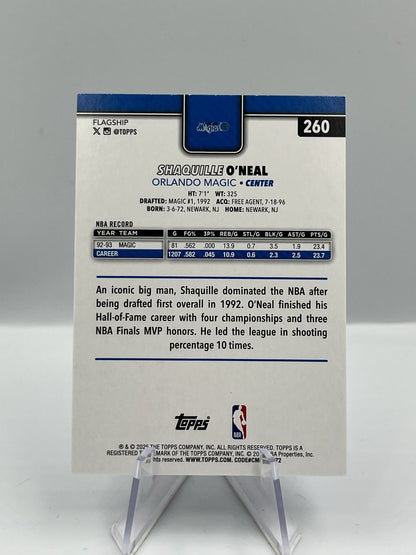 FLAGSHIP
X @TOPPS
Magic
260
SHAQUILLE O'NEAL
ORLANDO MAGIC • CENTER
HT: 7'1" WT: 325
DRAFTED: MAGIC #1, 1992 ACQ: FREE AGENT, 7-18-96
BORN: 3-6-72, NEWARK, NJ HOME: NEWARK, NJ
NBA RECORD
YEAR TEAM G FG% 3P% REB/G STL/G BLK/G AST/G PTS/G
92-93 MAGIC 81 .562 .000 13.9 0.7 3.5 1.9 23.4
CAREER 1207 .582 .045 10.9 0.6 2.3 2.5 23.7
An iconic big man, Shaquille dominated the NBA after
being drafted first overall in 1992. O'Neal finished his
Hall-of-Fame career with four championships and three
NBA Finals MVP honors. He led the league in shooting
percentage 10 times.
TOPPS
NBA
® & © THE TOPPS COMPANY, INC. ALL RIGHTS RESERVED. TOPPS IS A
REGISTERED TRADEMARK OF THE TOPPS COMPANY, INC. © NBA Properties, Inc.
All rights reserved. WWW.TOPPS.COM.